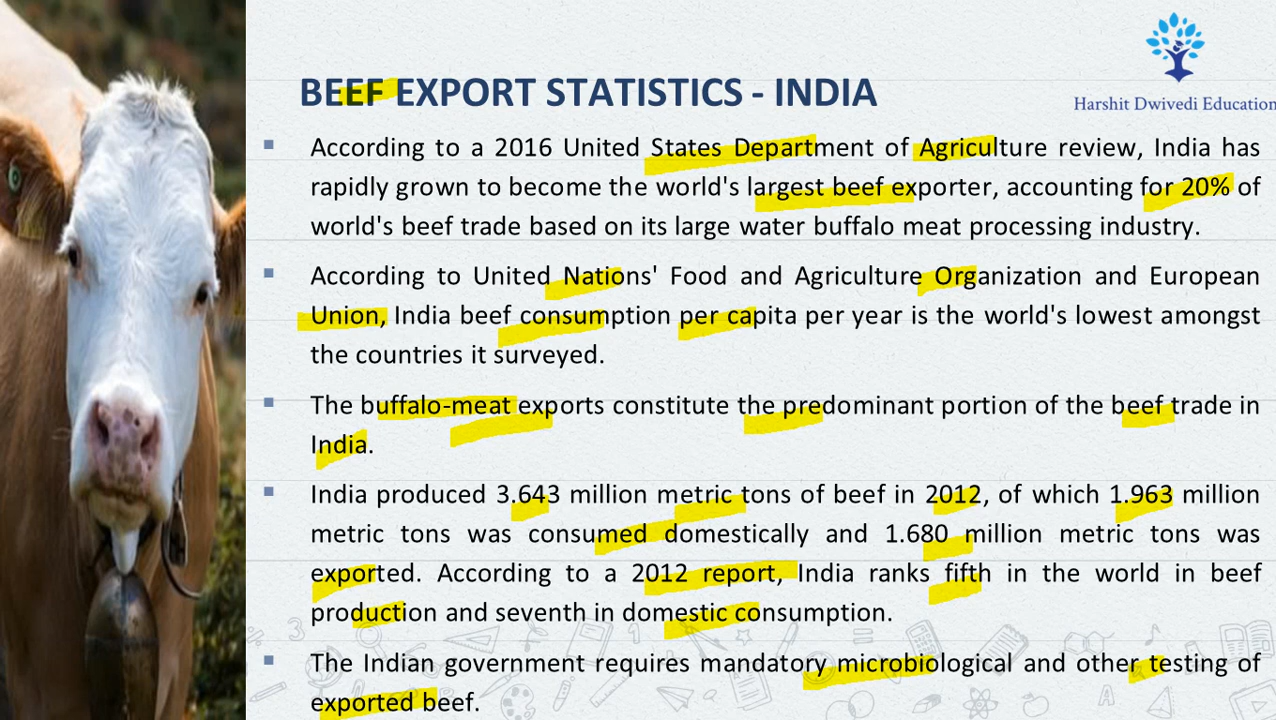 Harshit Dwivedi Education
BEEF EXPORT STATISTICS - INDIA
According to a 2016 United States Department of Agriculture review, India has
rapidly grown to become the world's largest beef exporter, accounting for 20% of
world's beef trade based on its large water buffalo meat processing industry.
According to United Nations' Food and Agriculture Organization and European
Union, India beef consumption per capita per year is the world's lowest amongst
the countries it surveyed.
The buffalo-meat exports constitute the predominant portion of the beef trade in
India.
India produced 3.643 million metric tons of beef in 2012, of which 1.963 million
metric tons was consumed domestically and 1.680 million metric tons was
exported. According to a 2012 report, India ranks fifth in the world in beef
production and seventh in domestic consumption.
The Indian government requires mandatory microbiological and other testing of
exported beef.